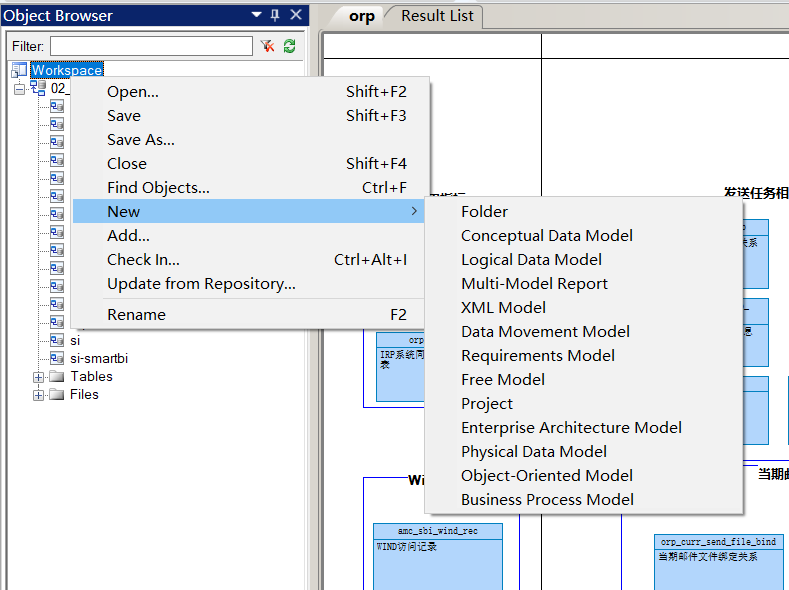 Object Browser
orp
Result List
Filter:
Workspace
02_
Open...	Shift+F2
Save	Shift+F3
Save As...
Close	Shift+F4
Find Objects...	Ctrl+F
New
Add...
Check In...	Ctrl+Alt+I
Update from Repository...
Rename	F2
Folder
Conceptual Data Model
Logical Data Model
Multi-Model Report
XML Model
Data Movement Model
Requirements Model
Free Model
Project
Enterprise Architecture Model
Physical Data Model
Object-Oriented Model
Business Process Model
si
si-smartbi
Tables
Files
发送任务相
关系
orp
IRP系统同
表
Wi
amc_sbi_wind_rec
WIND访问记录
当期邮
orp_curr_send_file_bind
当期邮件文件绑定关系